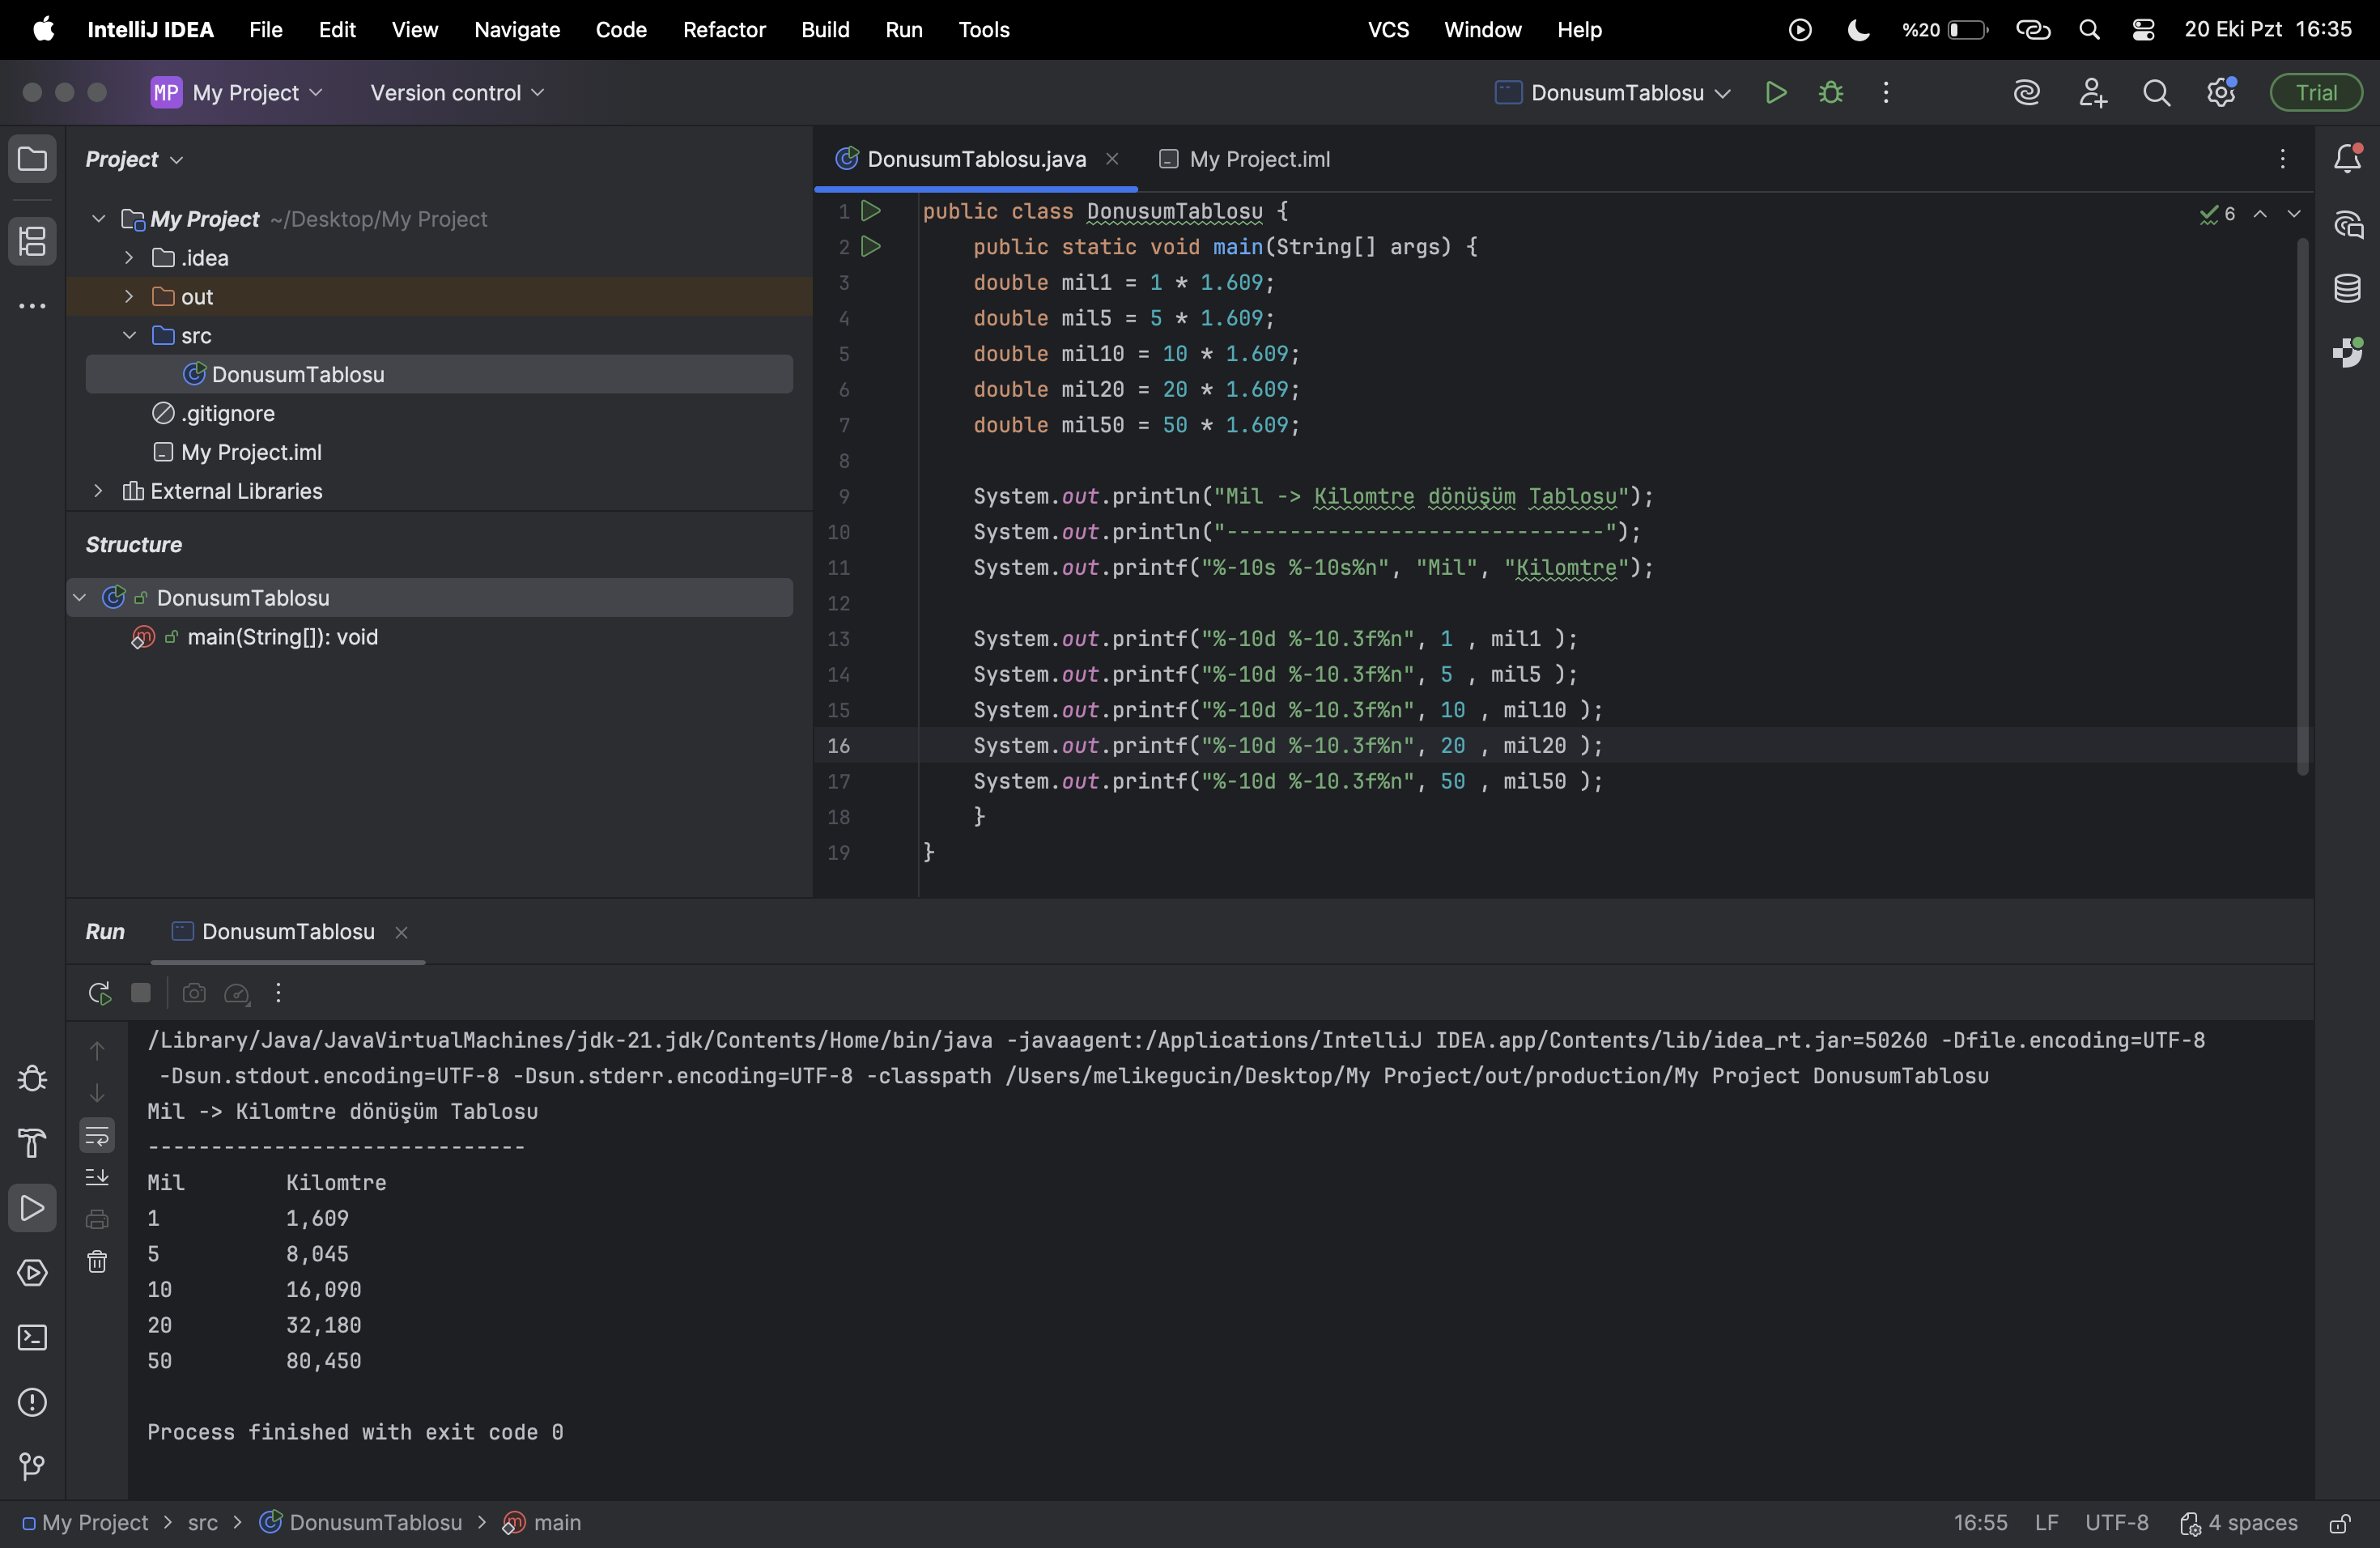 IntelliJ IDEA File Edit View Navigate Code Refactor Build Run Tools VCS Window Help %20 20 Eki Pzt 16:35
MP My Project Version control DonusumTablosu Trial
Project
My Project ~/Desktop/My Project
.idea
out
src
DonusumTablosu
.gitignore
My Project.iml
External Libraries
Structure
DonusumTablosu
main(String[]): void
DonusumTablosu.java My Project.iml
6
1 public class DonusumTablosu {
2 public static void main(String[] args) {
3 double mil1 = 1 * 1.609;
4 double mil5 = 5 * 1.609;
5 double mil10 = 10 * 1.609;
6 double mil20 = 20 * 1.609;
7 double mil50 = 50 * 1.609;
8
9 System.out.println("Mil -> Kilomtre dönüşüm Tablosu");
10 System.out.println("------------------------------");
11 System.out.printf("%-10s %-10s%n", "Mil", "Kilomtre");
12
13 System.out.printf("%-10d %-10.3f%n", 1 , mil1 );
14 System.out.printf("%-10d %-10.3f%n", 5 , mil5 );
15 System.out.printf("%-10d %-10.3f%n", 10 , mil10 );
16 System.out.printf("%-10d %-10.3f%n", 20 , mil20 );
17 System.out.printf("%-10d %-10.3f%n", 50 , mil50 );
18 }
19 }
Run DonusumTablosu
/Library/Java/JavaVirtualMachines/jdk-21.jdk/Contents/Home/bin/java -javaagent:/Applications/IntelliJ IDEA.app/Contents/lib/idea_rt.jar=50260 -Dfile.encoding=UTF-8
-Dsun.stdout.encoding=UTF-8 -Dsun.stderr.encoding=UTF-8 -classpath /Users/melikegucin/Desktop/My Project/out/production/My Project DonusumTablosu
Mil -> Kilomtre dönüşüm Tablosu
------------------------------
Mil Kilomtre
1 1,609
5 8,045
10 16,090
20 32,180
50 80,450
Process finished with exit code 0
My Project > src > DonusumTablosu > main 16:55 LF UTF-8 4 spaces